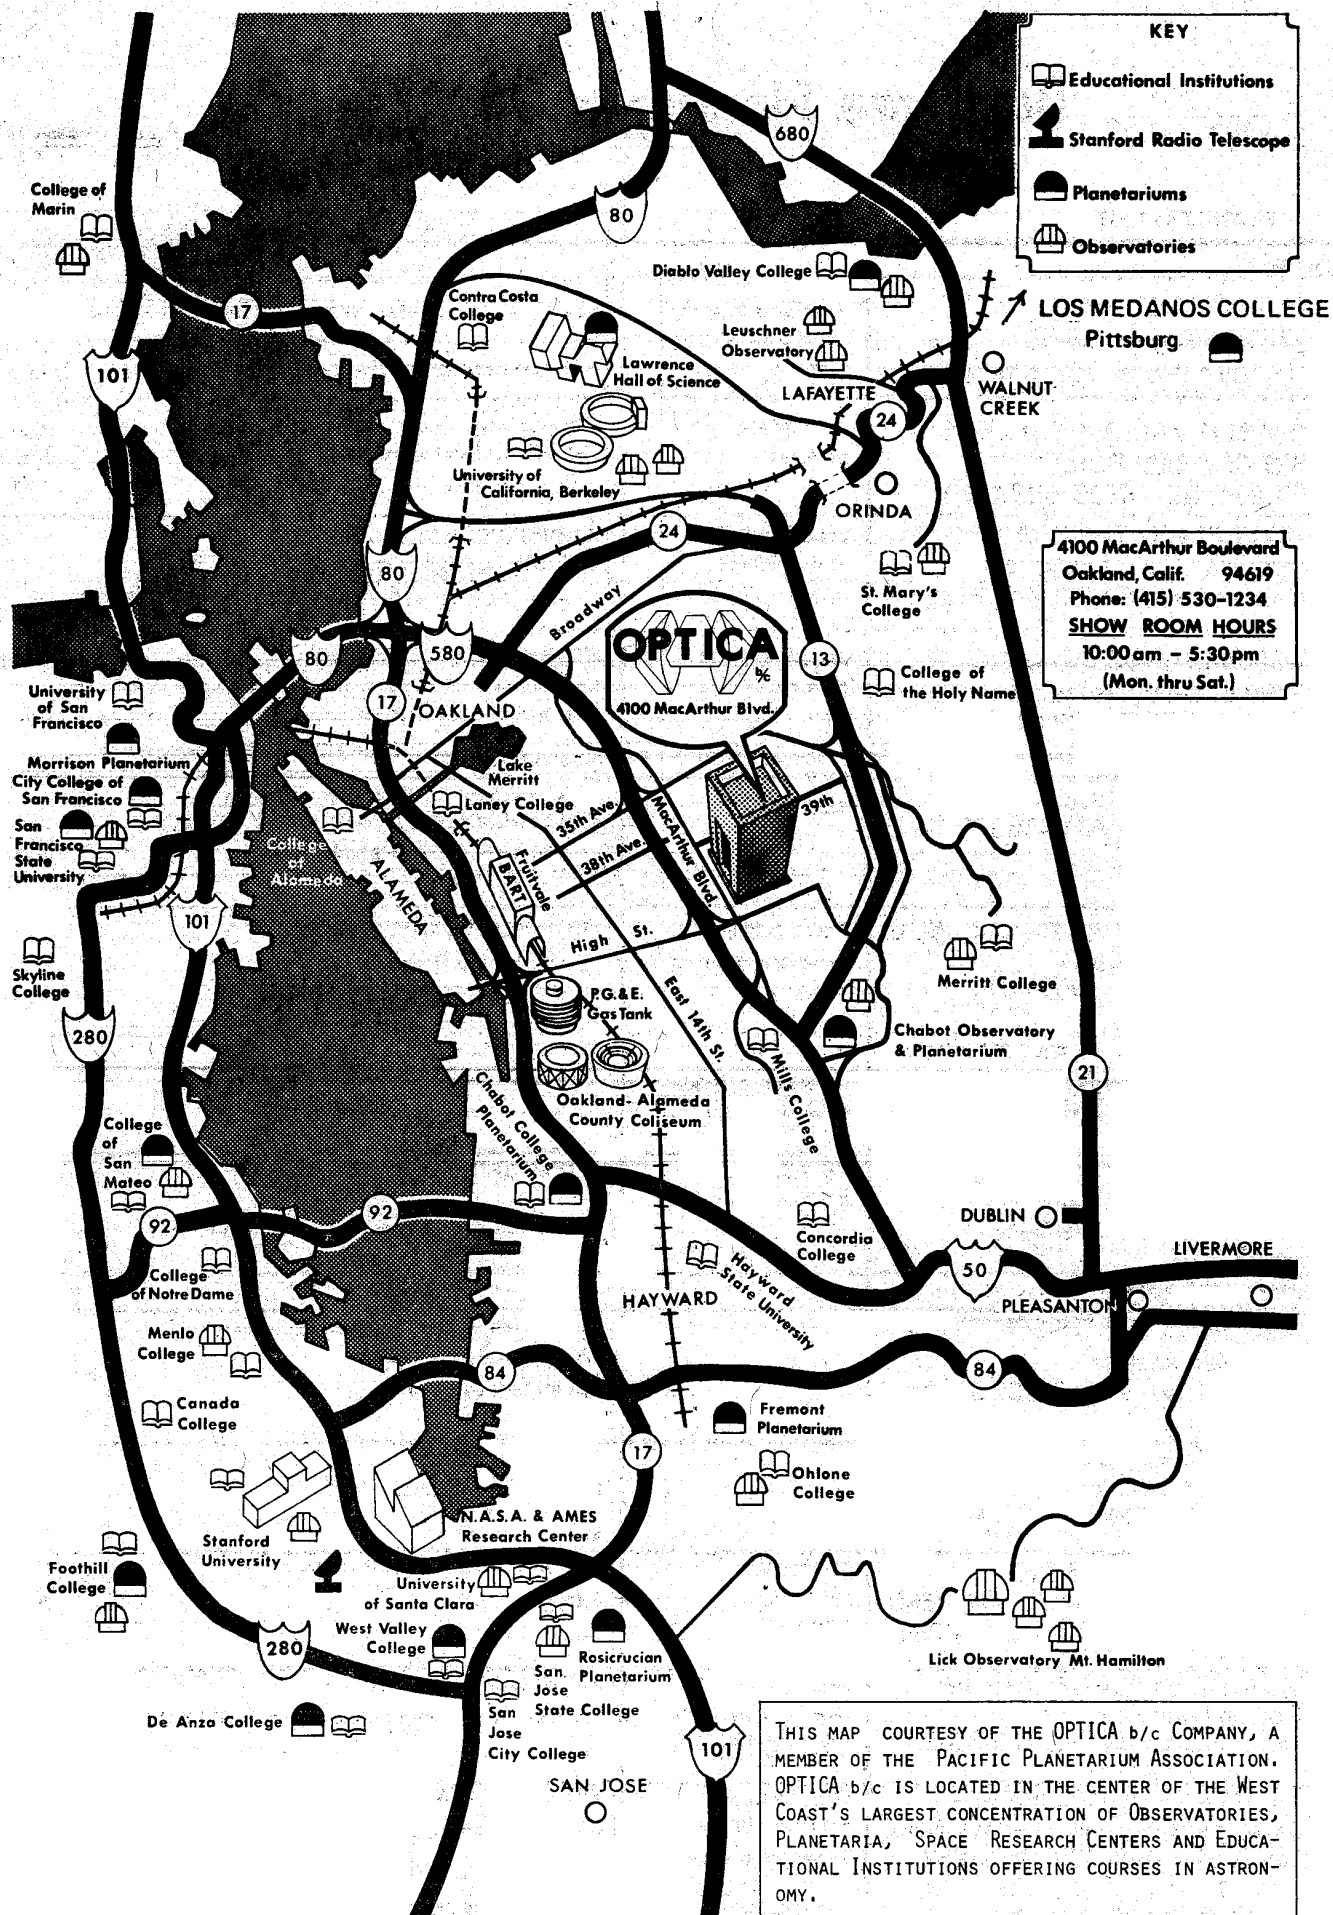 KEY
Educational Institutions
Stanford Radio Telescope
Planetariums
Observatories
680
80
College of
Marin
Diablo Valley College
17
Contra Costa
College
Leuschner
Observatory
LOS MEDANOS COLLEGE
Pittsburg
101
Lawrence
Hall of Science
LAFAYETTE
WALNUT
CREEK
24
University of
California, Berkeley
ORINDA
24
80
4100 MacArthur Boulevard
Oakland, Calif. 94619
Phone: (415) 530-1234
SHOW ROOM HOURS
10:00 am - 5:30 pm
(Mon. thru Sat.)
St. Mary's
College
Broadway
OPTICA
b/c
4100 MacArthur Blvd.
80
580
13
College of
the Holy Name
University
of San
Francisco
17
OAKLAND
Morrison Planetarium
City College of
San Francisco
Lake
Merritt
Laney College
San
Francisco
State
University
35th Ave.
38th Ave.
MacArthur Blvd.
39th
College
of
Alameda
ALAMEDA
Fruitvale
BART
101
High St.
Skyline
College
Merritt College
P.G.& E.
Gas Tank
East 14th St.
280
Chabot Observatory
& Planetarium
Mills College
21
Oakland-Alameda
County Coliseum
Chabot College
Planetarium
College
of
San
Mateo
92
92
Concordia
College
DUBLIN
LIVERMORE
50
College
of Notre Dame
HAYWARD
Hayward
State University
PLEASANTON
Menlo
College
84
84
Canada
College
Fremont
Planetarium
17
Ohlone
College
N.A.S.A. & AMES
Research Center
Stanford
University
Foothill
College
University
of Santa Clara
West Valley
College
280
San
Jose
State College
Rosicrucian
Planetarium
Lick Observatory Mt. Hamilton
De Anza College
San
Jose
City College
101
SAN JOSE
THIS MAP COURTESY OF THE OPTICA b/c COMPANY, A
MEMBER OF THE PACIFIC PLANETARIUM ASSOCIATION.
OPTICA b/c IS LOCATED IN THE CENTER OF THE WEST
COAST'S LARGEST CONCENTRATION OF OBSERVATORIES,
PLANETARIA, SPACE RESEARCH CENTERS AND EDUCA-
TIONAL INSTITUTIONS OFFERING COURSES IN ASTRON-
OMY.